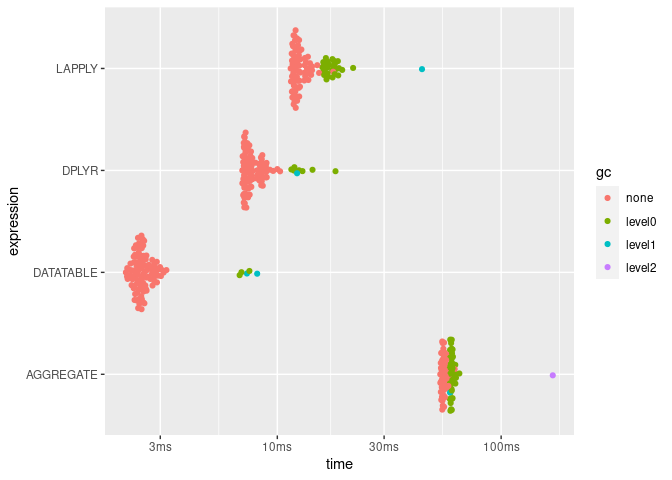 LAPPLY
DPLYR
DATATABLE
AGGREGATE
expression
3ms 10ms 30ms 100ms
time
gc
none
level0
level1
level2